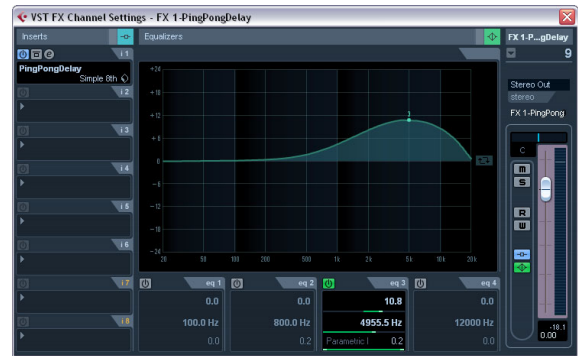 VST FX Channel Settings - FX 1-PingPongDelay
Inserts
Equalizers
FX 1-P...gDelay
e
i 1
9
PingPongDelay
Simple 8th
i 2
i 3
i 4
i 5
i 6
i 7
i 8
+24
+18
+12
+6
0
-6
-12
-18
-24
20
50
100
200
500
1k
2k
5k
10k
20k
3
eq 1
0.0
100.0 Hz
0.0
eq 2
0.0
800.0 Hz
0.2
eq 3
10.8
4955.5 Hz
Parametric I
0.2
eq 4
0.0
12000 Hz
0.0
Stereo Out
stereo
FX 1-PingPong
C
m
S
R
W
-18.1
0.00